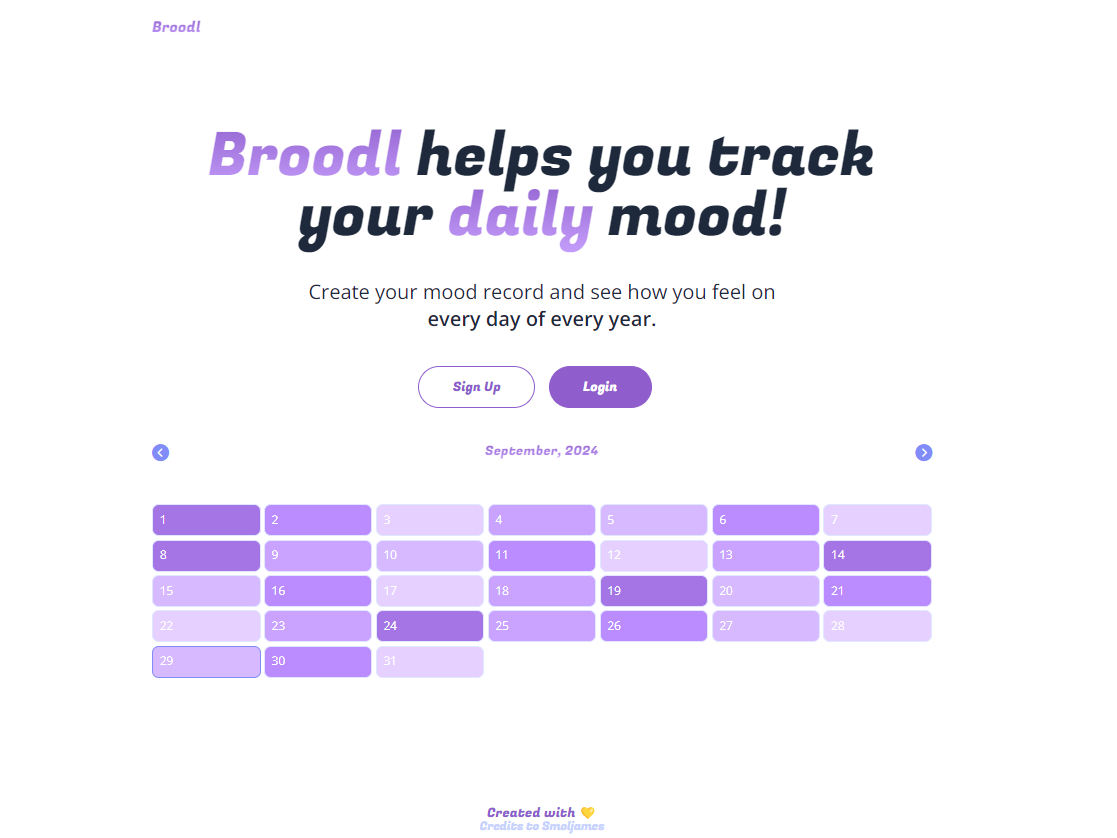 Broodl
Broodl helps you track
your daily mood!
Create your mood record and see how you feel on
every day of every year.
Sign Up Login
September, 2024
1 2 3 4 5 6 7
8 9 10 11 12 13 14
15 16 17 18 19 20 21
22 23 24 25 26 27 28
29 30 31
Created with 💛
Credits to Smoljames